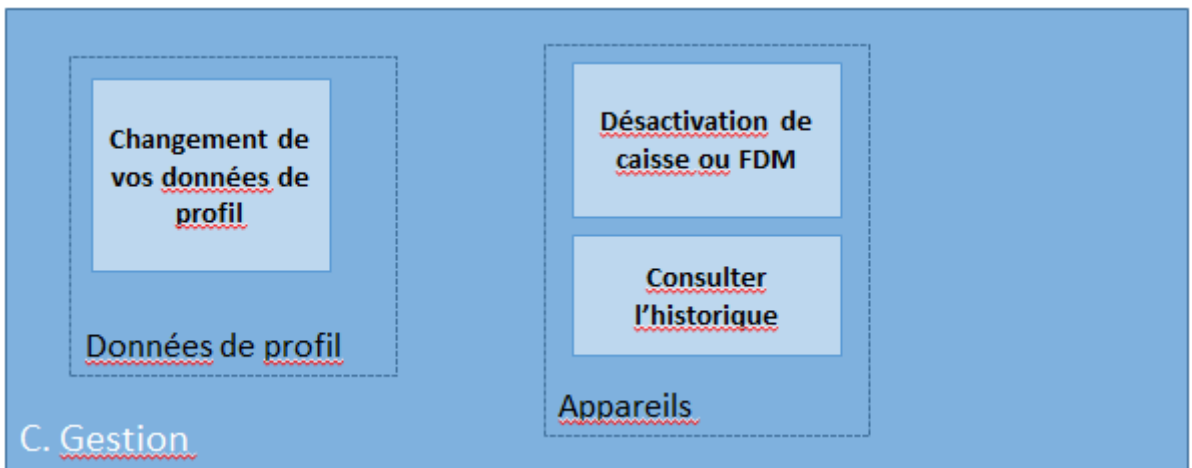 Changement de
vos données de
profil
Données de profil
Désactivation de
caisse ou FDM
Consulter
l'historique
Appareils
C. Gestion